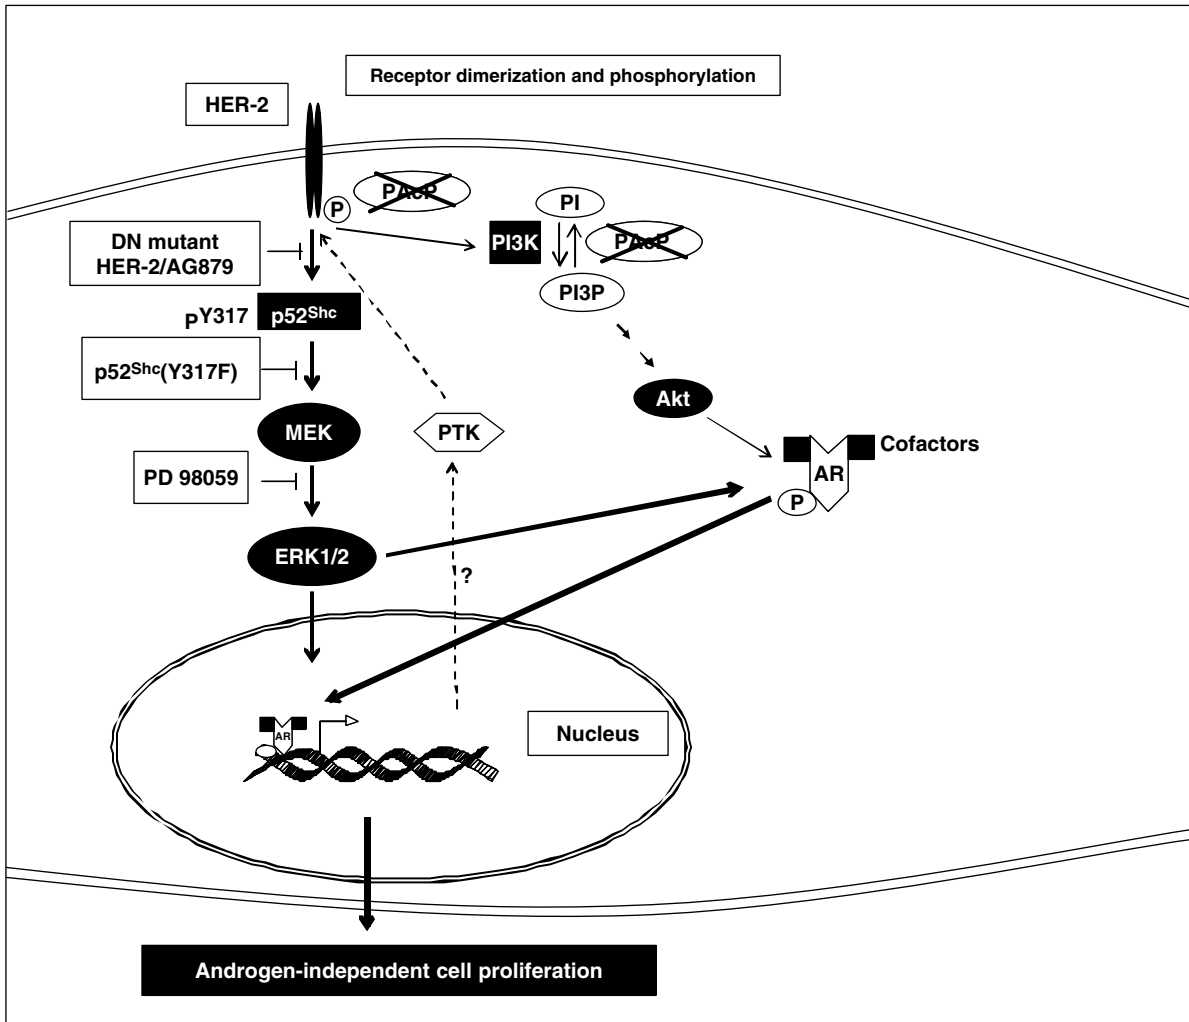 Receptor dimerization and phosphorylation
HER-2
PAcP
P
PI
PI3K
PAcP
DN mutant
HER-2/AG879
PI3P
pY317
p52Shc
p52Shc(Y317F)
Akt
MEK
PTK
Cofactors
AR
PD 98059
P
ERK1/2
?
Nucleus
AR
Androgen-independent cell proliferation